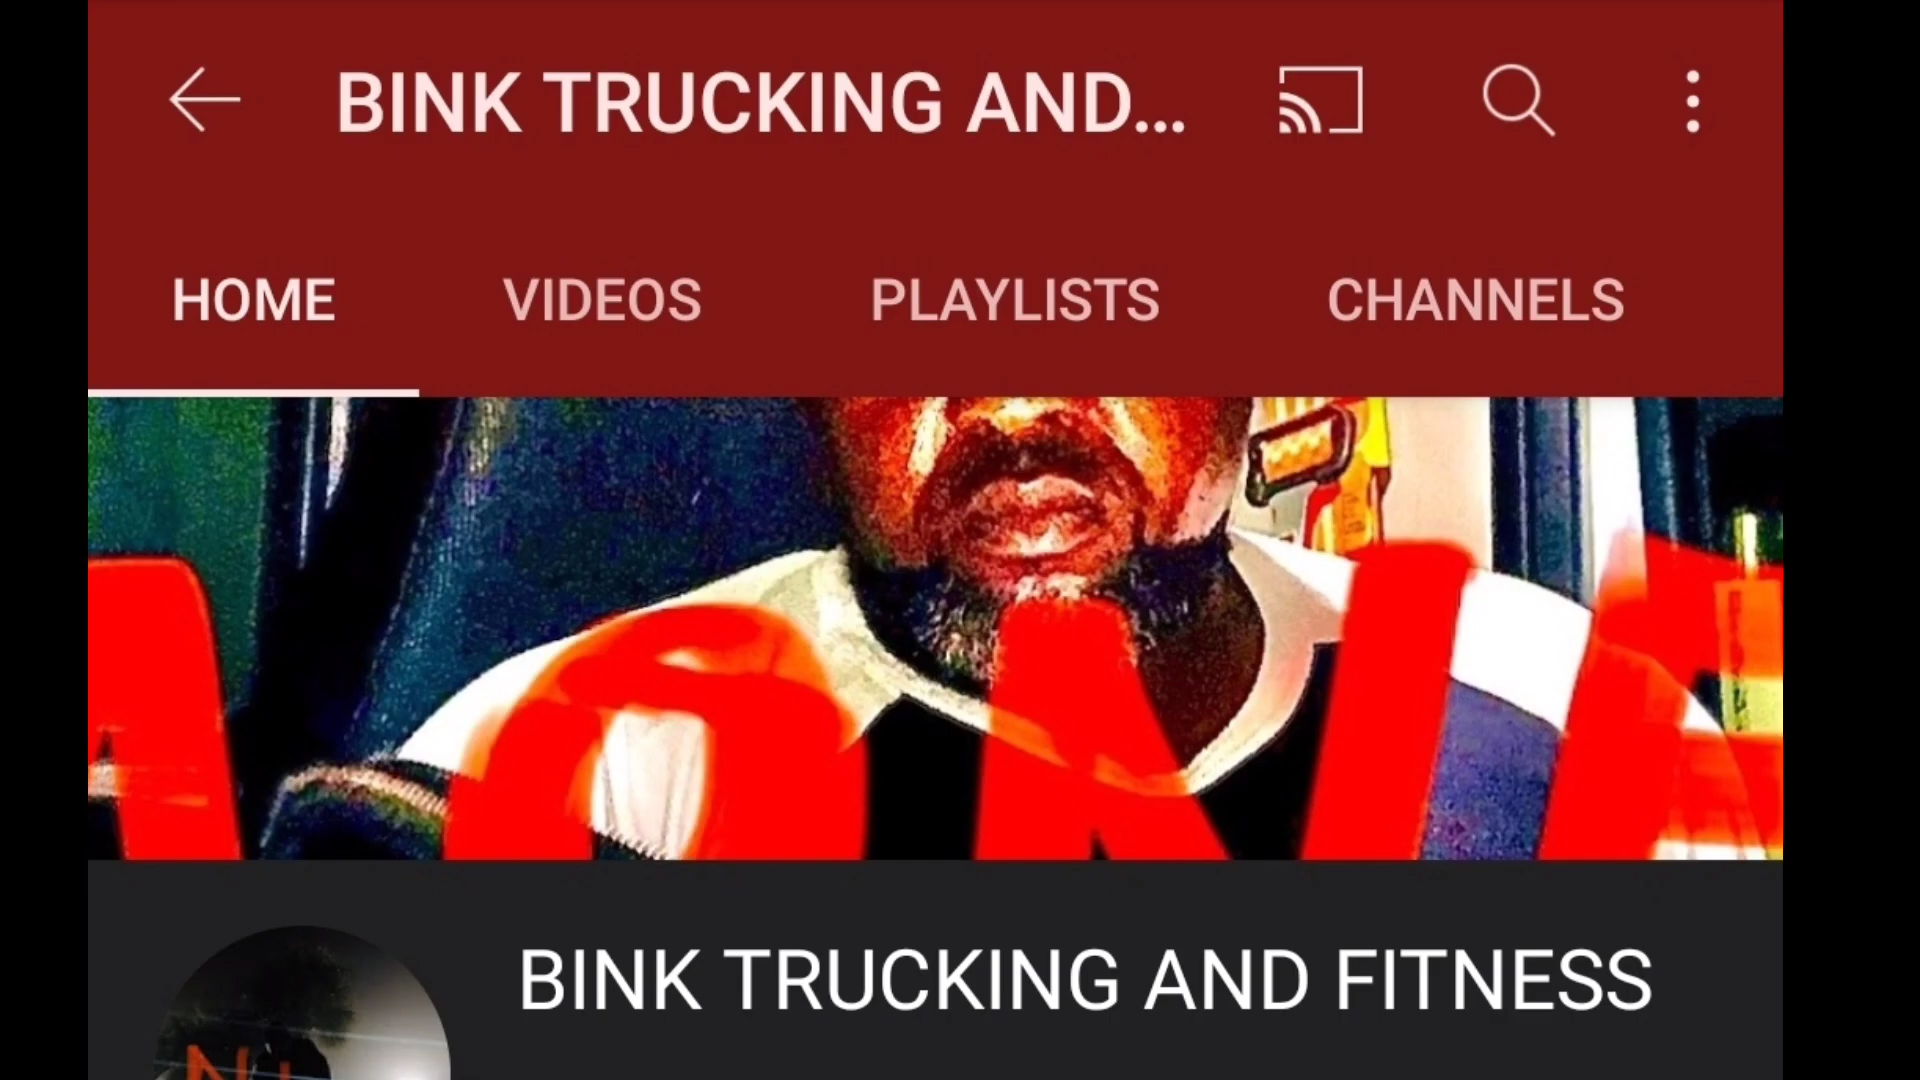 BINK TRUCKING AND...
HOME VIDEOS PLAYLISTS CHANNELS
BINK TRUCKING AND FITNESS